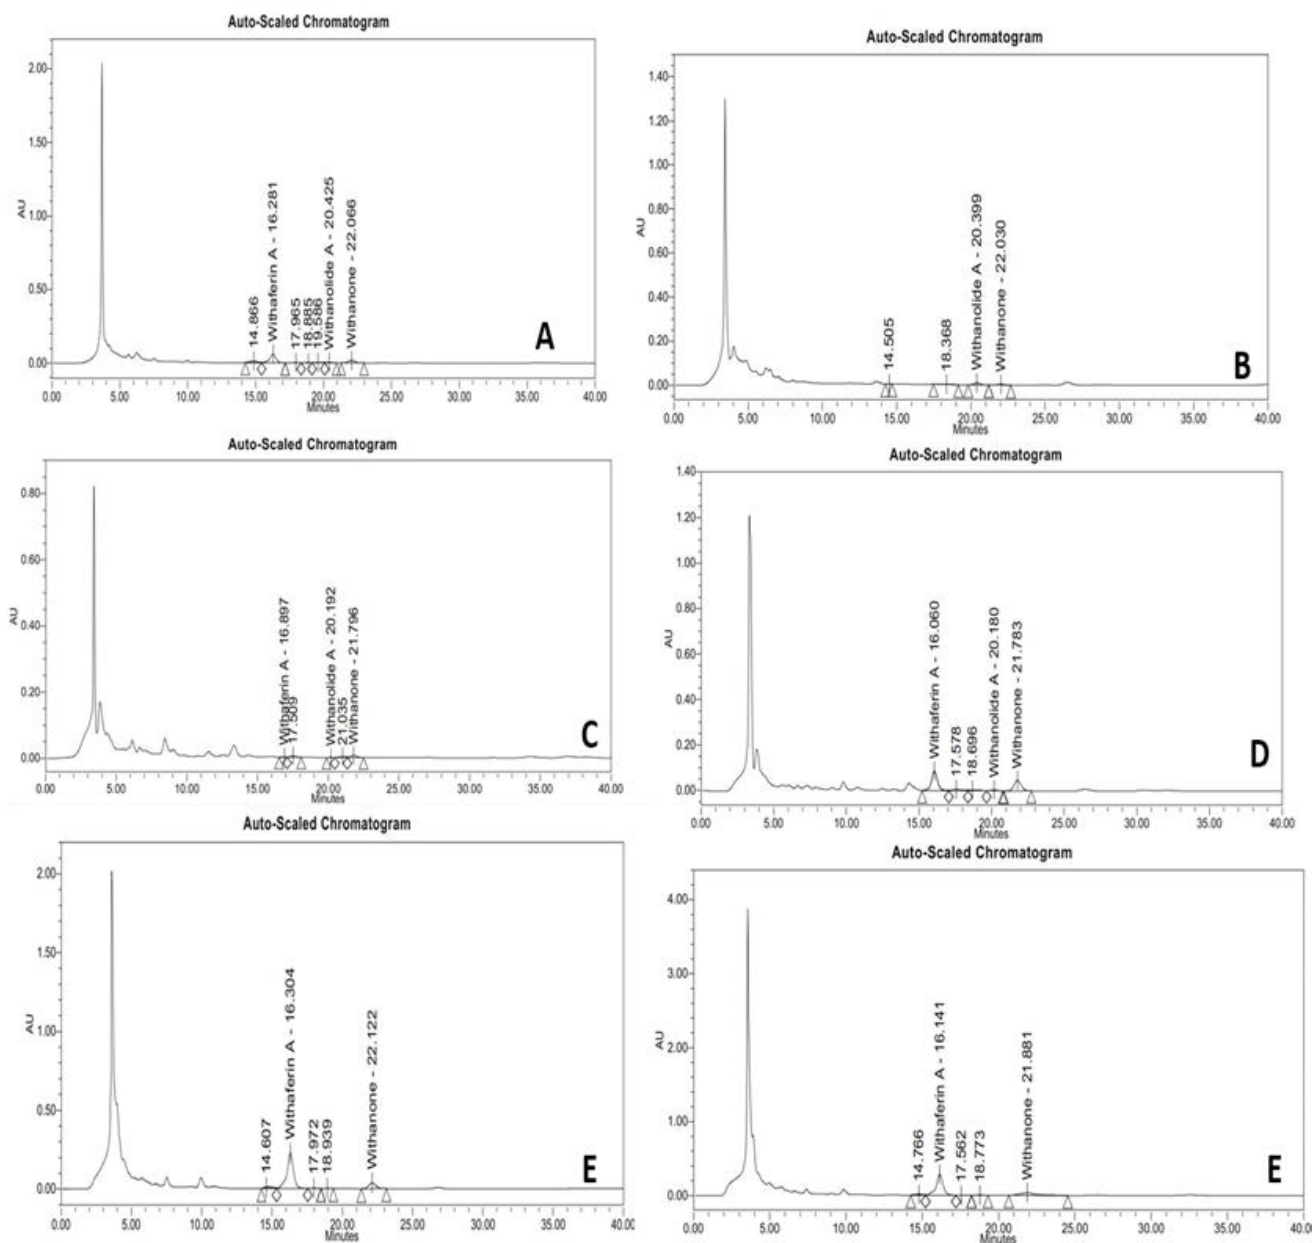 Auto-Scaled Chromatogram
2.00
1.50
1.00
0.50
0.00
AU
14.866
Withaferin A - 16.281
17.965
18.885
19.586
Withanolide A - 20.425
Withanone - 22.066
A
0.00 5.00 10.00 15.00 20.00 25.00 30.00 35.00 40.00
Minutes
Auto-Scaled Chromatogram
1.40
1.20
1.00
0.80
0.60
0.40
0.20
0.00
AU
14.505
18.368
Withanolide A - 20.399
Withanone - 22.030
B
0.00 5.00 10.00 15.00 20.00 25.00 30.00 35.00 40.00
Minutes
Auto-Scaled Chromatogram
0.80
0.60
0.40
0.20
0.00
AU
Withaferin A - 16.897
17.509
Withanolide A - 20.192
21.035
Withanone - 21.796
C
0.00 5.00 10.00 15.00 20.00 25.00 30.00 35.00 40.00
Minutes
Auto-Scaled Chromatogram
1.40
1.20
1.00
0.80
0.60
0.40
0.20
0.00
AU
Withaferin A - 16.060
17.578
18.696
Withanolide A - 20.180
Withanone - 21.783
D
0.00 5.00 10.00 15.00 20.00 25.00 30.00 35.00 40.00
Minutes
Auto-Scaled Chromatogram
2.00
1.50
1.00
0.50
0.00
AU
14.607
Withaferin A - 16.304
17.972
18.939
Withanone - 22.122
E
0.00 5.00 10.00 15.00 20.00 25.00 30.00 35.00 40.00
Minutes
Auto-Scaled Chromatogram
4.00
3.00
2.00
1.00
0.00
AU
14.766
Withaferin A - 16.141
17.562
18.773
Withanone - 21.881
E
0.00 5.00 10.00 15.00 20.00 25.00 30.00 35.00 40.00
Minutes